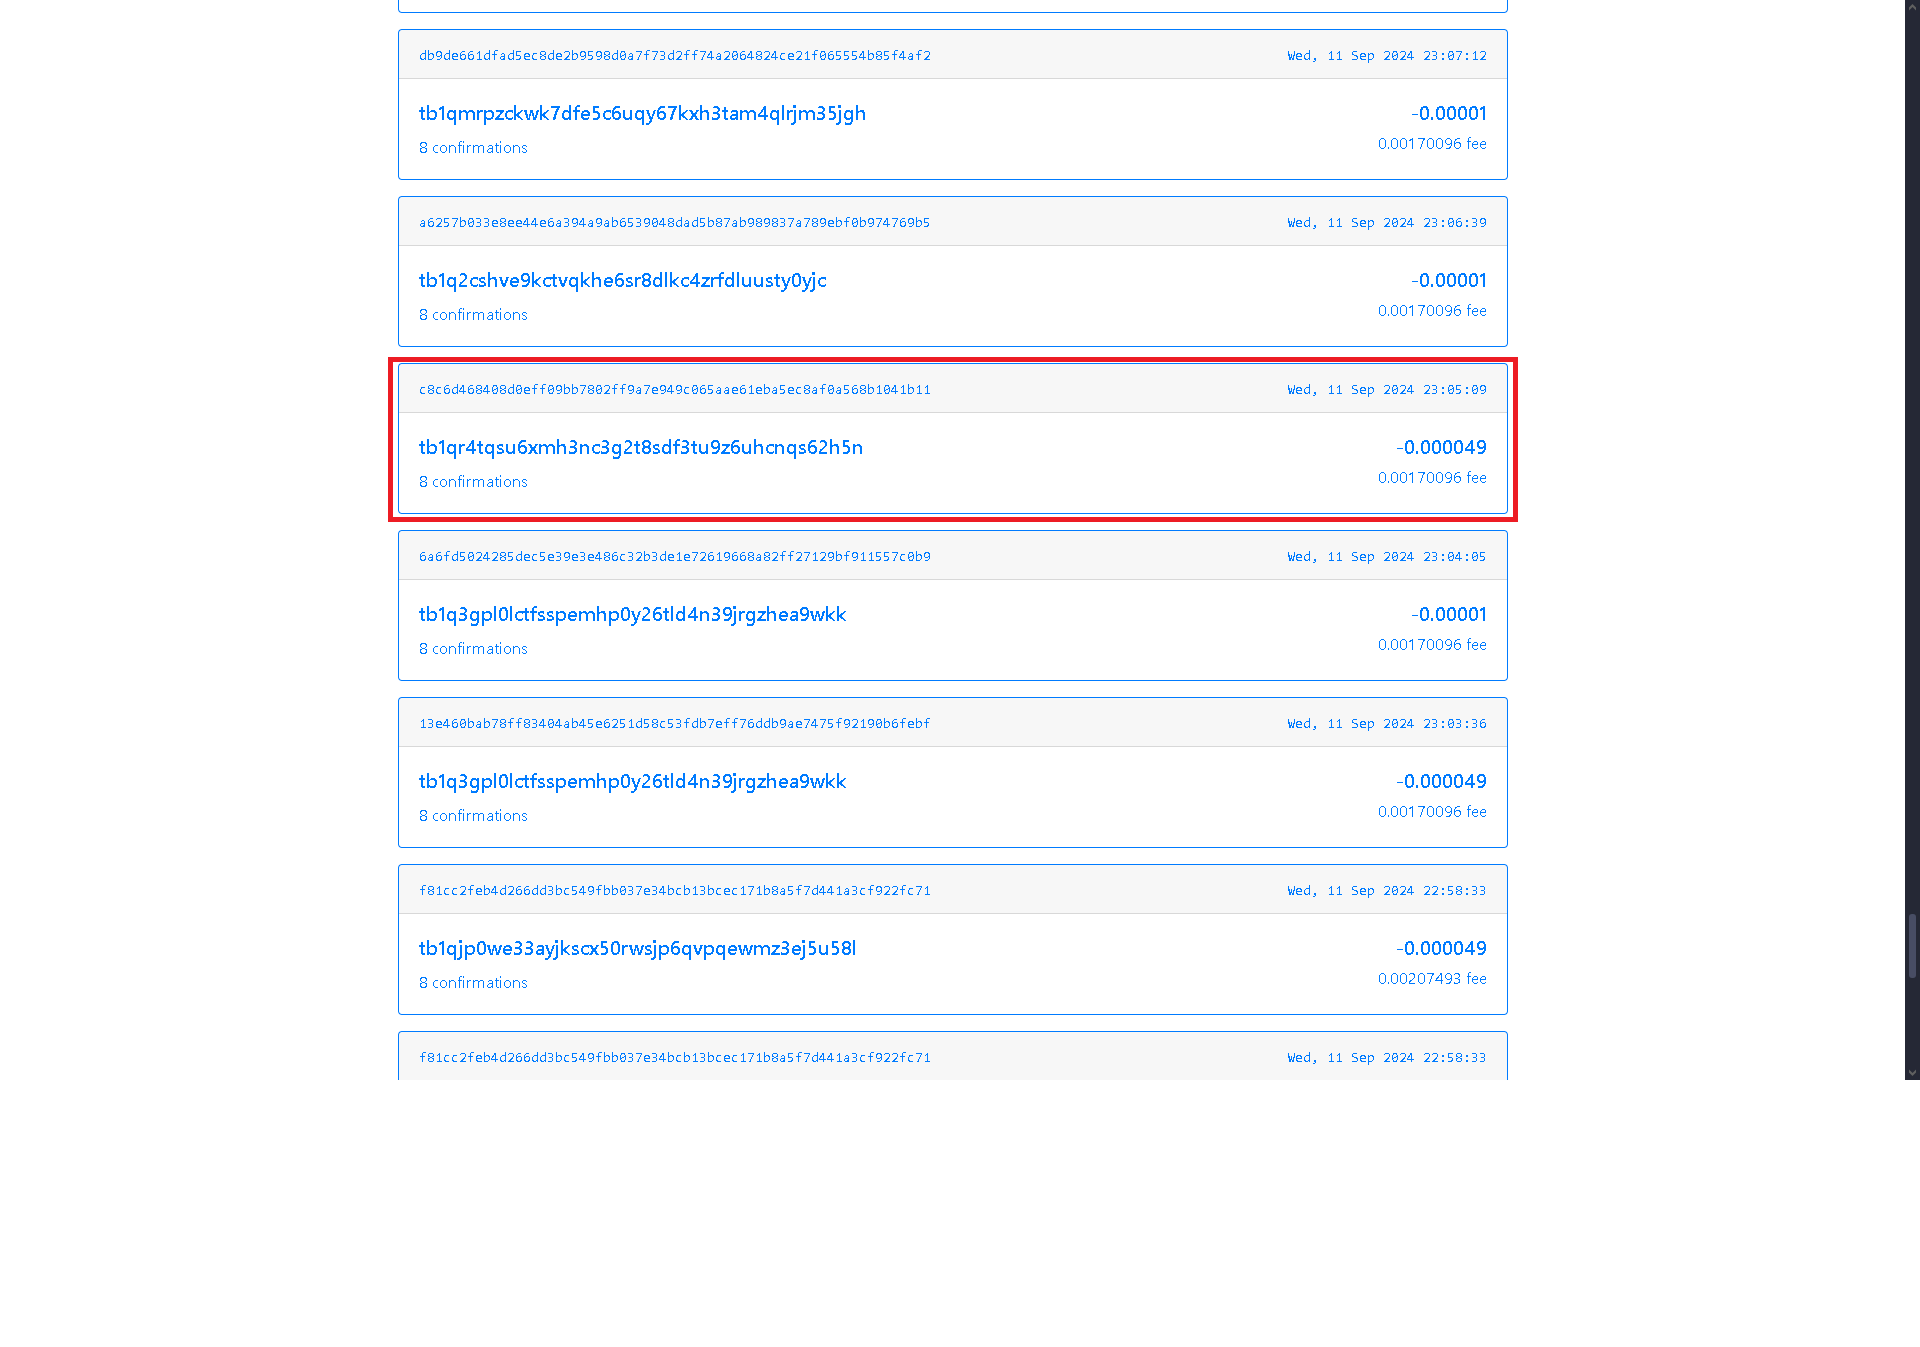 db9de661dfad5ec8de2b9598d0a7f73d2ff74a2064824ce21f065554b85f4af2 Wed, 11 Sep 2024 23:07:12
tb1qmrpzckwk7dfe5c6uqy67kxh3tam4qlrjm35jgh -0.00001
8 confirmations 0.00170096 fee
a6257b033e8ee44e6a394a9ab6539048dad5b87ab989837a789ebf0b974769b5 Wed, 11 Sep 2024 23:06:39
tb1q2cshve9kctvqkhe6sr8dlkc4zrfdluusty0yjc -0.00001
8 confirmations 0.00170096 fee
c8c6d468408d0eff09bb7802ff9a7e949c065aae61eba5ec8af0a568b1041b11 Wed, 11 Sep 2024 23:05:09
tb1qr4tqsu6xmh3nc3g2t8sdf3tu9z6uhcnqs62h5n -0.000049
8 confirmations 0.00170096 fee
6a6fd5024285dec5e39e3e486c32b3de1e72619668a82ff27129bf911557c0b9 Wed, 11 Sep 2024 23:04:05
tb1q3gpl0lctfsspemhp0y26tld4n39jrgzhea9wkk -0.00001
8 confirmations 0.00170096 fee
13e460bab78ff83404ab45e6251d58c53fdb7eff76ddb9ae7475f92190b6febf Wed, 11 Sep 2024 23:03:36
tb1q3gpl0lctfsspemhp0y26tld4n39jrgzhea9wkk -0.000049
8 confirmations 0.00170096 fee
f81cc2feb4d266dd3bc549fbb037e34bcb13bcec171b8a5f7d441a3cf922fc71 Wed, 11 Sep 2024 22:58:33
tb1qjp0we33ayjkscx50rwsjp6qvpqewmz3ej5u58l -0.000049
8 confirmations 0.00207493 fee
f81cc2feb4d266dd3bc549fbb037e34bcb13bcec171b8a5f7d441a3cf922fc71 Wed, 11 Sep 2024 22:58:33